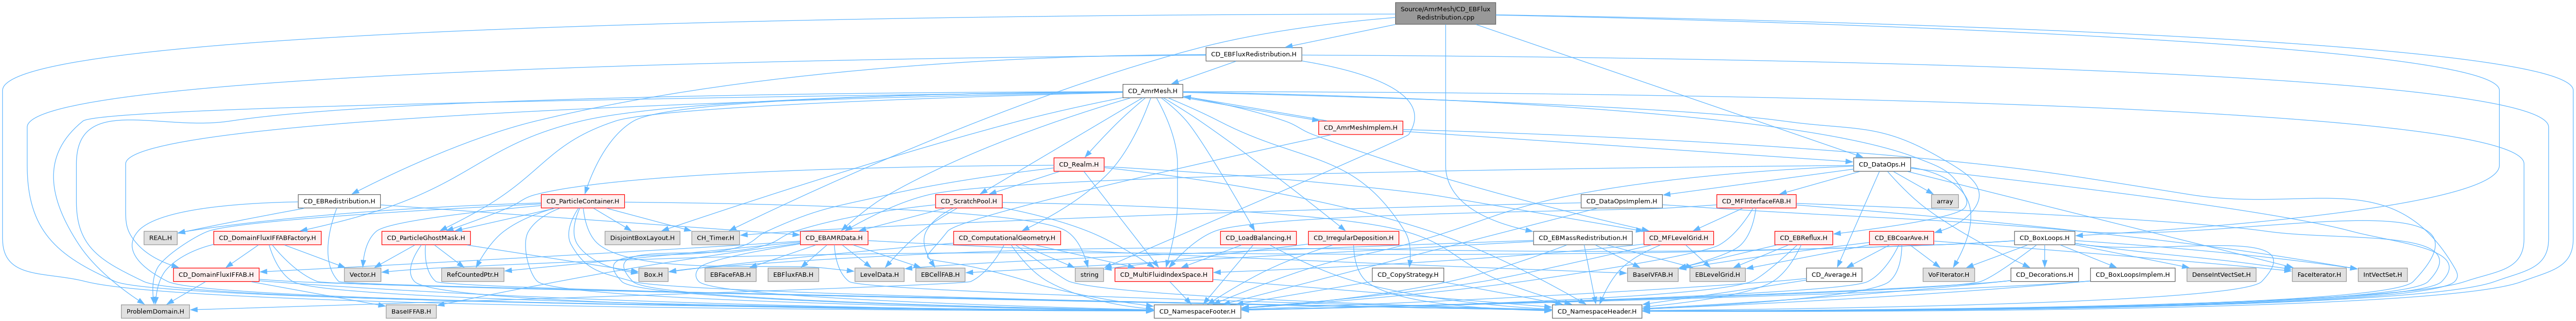 Source/AmrMesh/CD_EBFlux
Redistribution.cpp
CD_EBFluxRedistribution.H
CD_AmrMesh.H
CD_AmrMeshImplem.H
CD_Realm.H
CD_DataOps.H
CD_EBRedistribution.H
CD_ParticleContainer.H
CD_ScratchPool.H
CD_DataOpsImplem.H
CD_MFInterfaceFAB.H
array
REAL.H
CD_DomainFluxIFFABFactory.H
CD_ParticleGhostMask.H
DisjointBoxLayout.H
CH_Timer.H
CD_EBAMRData.H
CD_ComputationalGeometry.H
CD_LoadBalancing.H
CD_IrregularDeposition.H
CD_EBMassRedistribution.H
CD_MFLevelGrid.H
CD_EBReflux.H
CD_EBCoarAve.H
CD_BoxLoops.H
CD_DomainFluxIFFAB.H
Vector.H
RefCountedPtr.H
Box.H
EBFaceFAB.H
EBFluxFAB.H
LevelData.H
EBCellFAB.H
string
CD_MultiFluidIndexSpace.H
CD_CopyStrategy.H
BaseIVFAB.H
EBLevelGrid.H
CD_Average.H
VoFIterator.H
CD_Decorations.H
CD_BoxLoopsImplem.H
DenseIntVectSet.H
FaceIterator.H
IntVectSet.H
ProblemDomain.H
BaseIFFAB.H
CD_NamespaceFooter.H
CD_NamespaceHeader.H